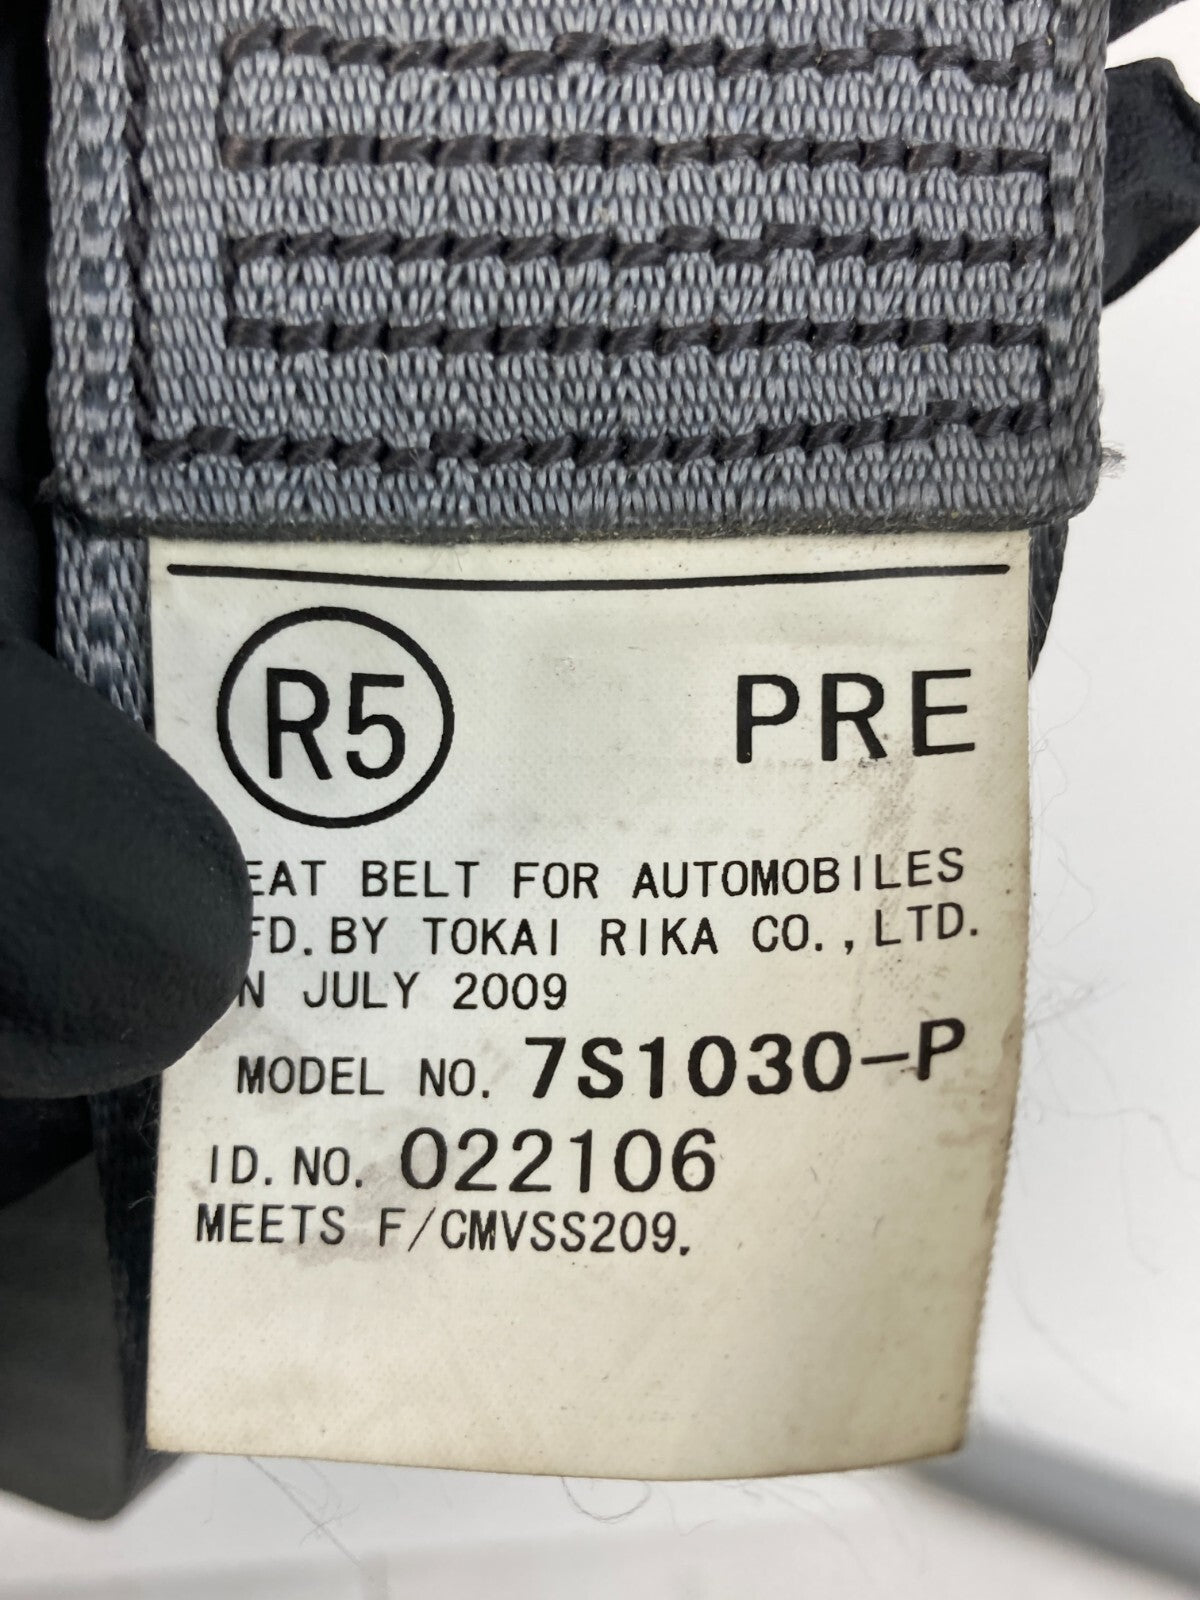 R5 PRE
EAT BELT FOR AUTOMOBILES
FD. BY TOKAI RIKA CO., LTD.
N JULY 2009
MODEL NO. 7S1030-P
ID. NO. 022106
MEETS F/CMVSS209.